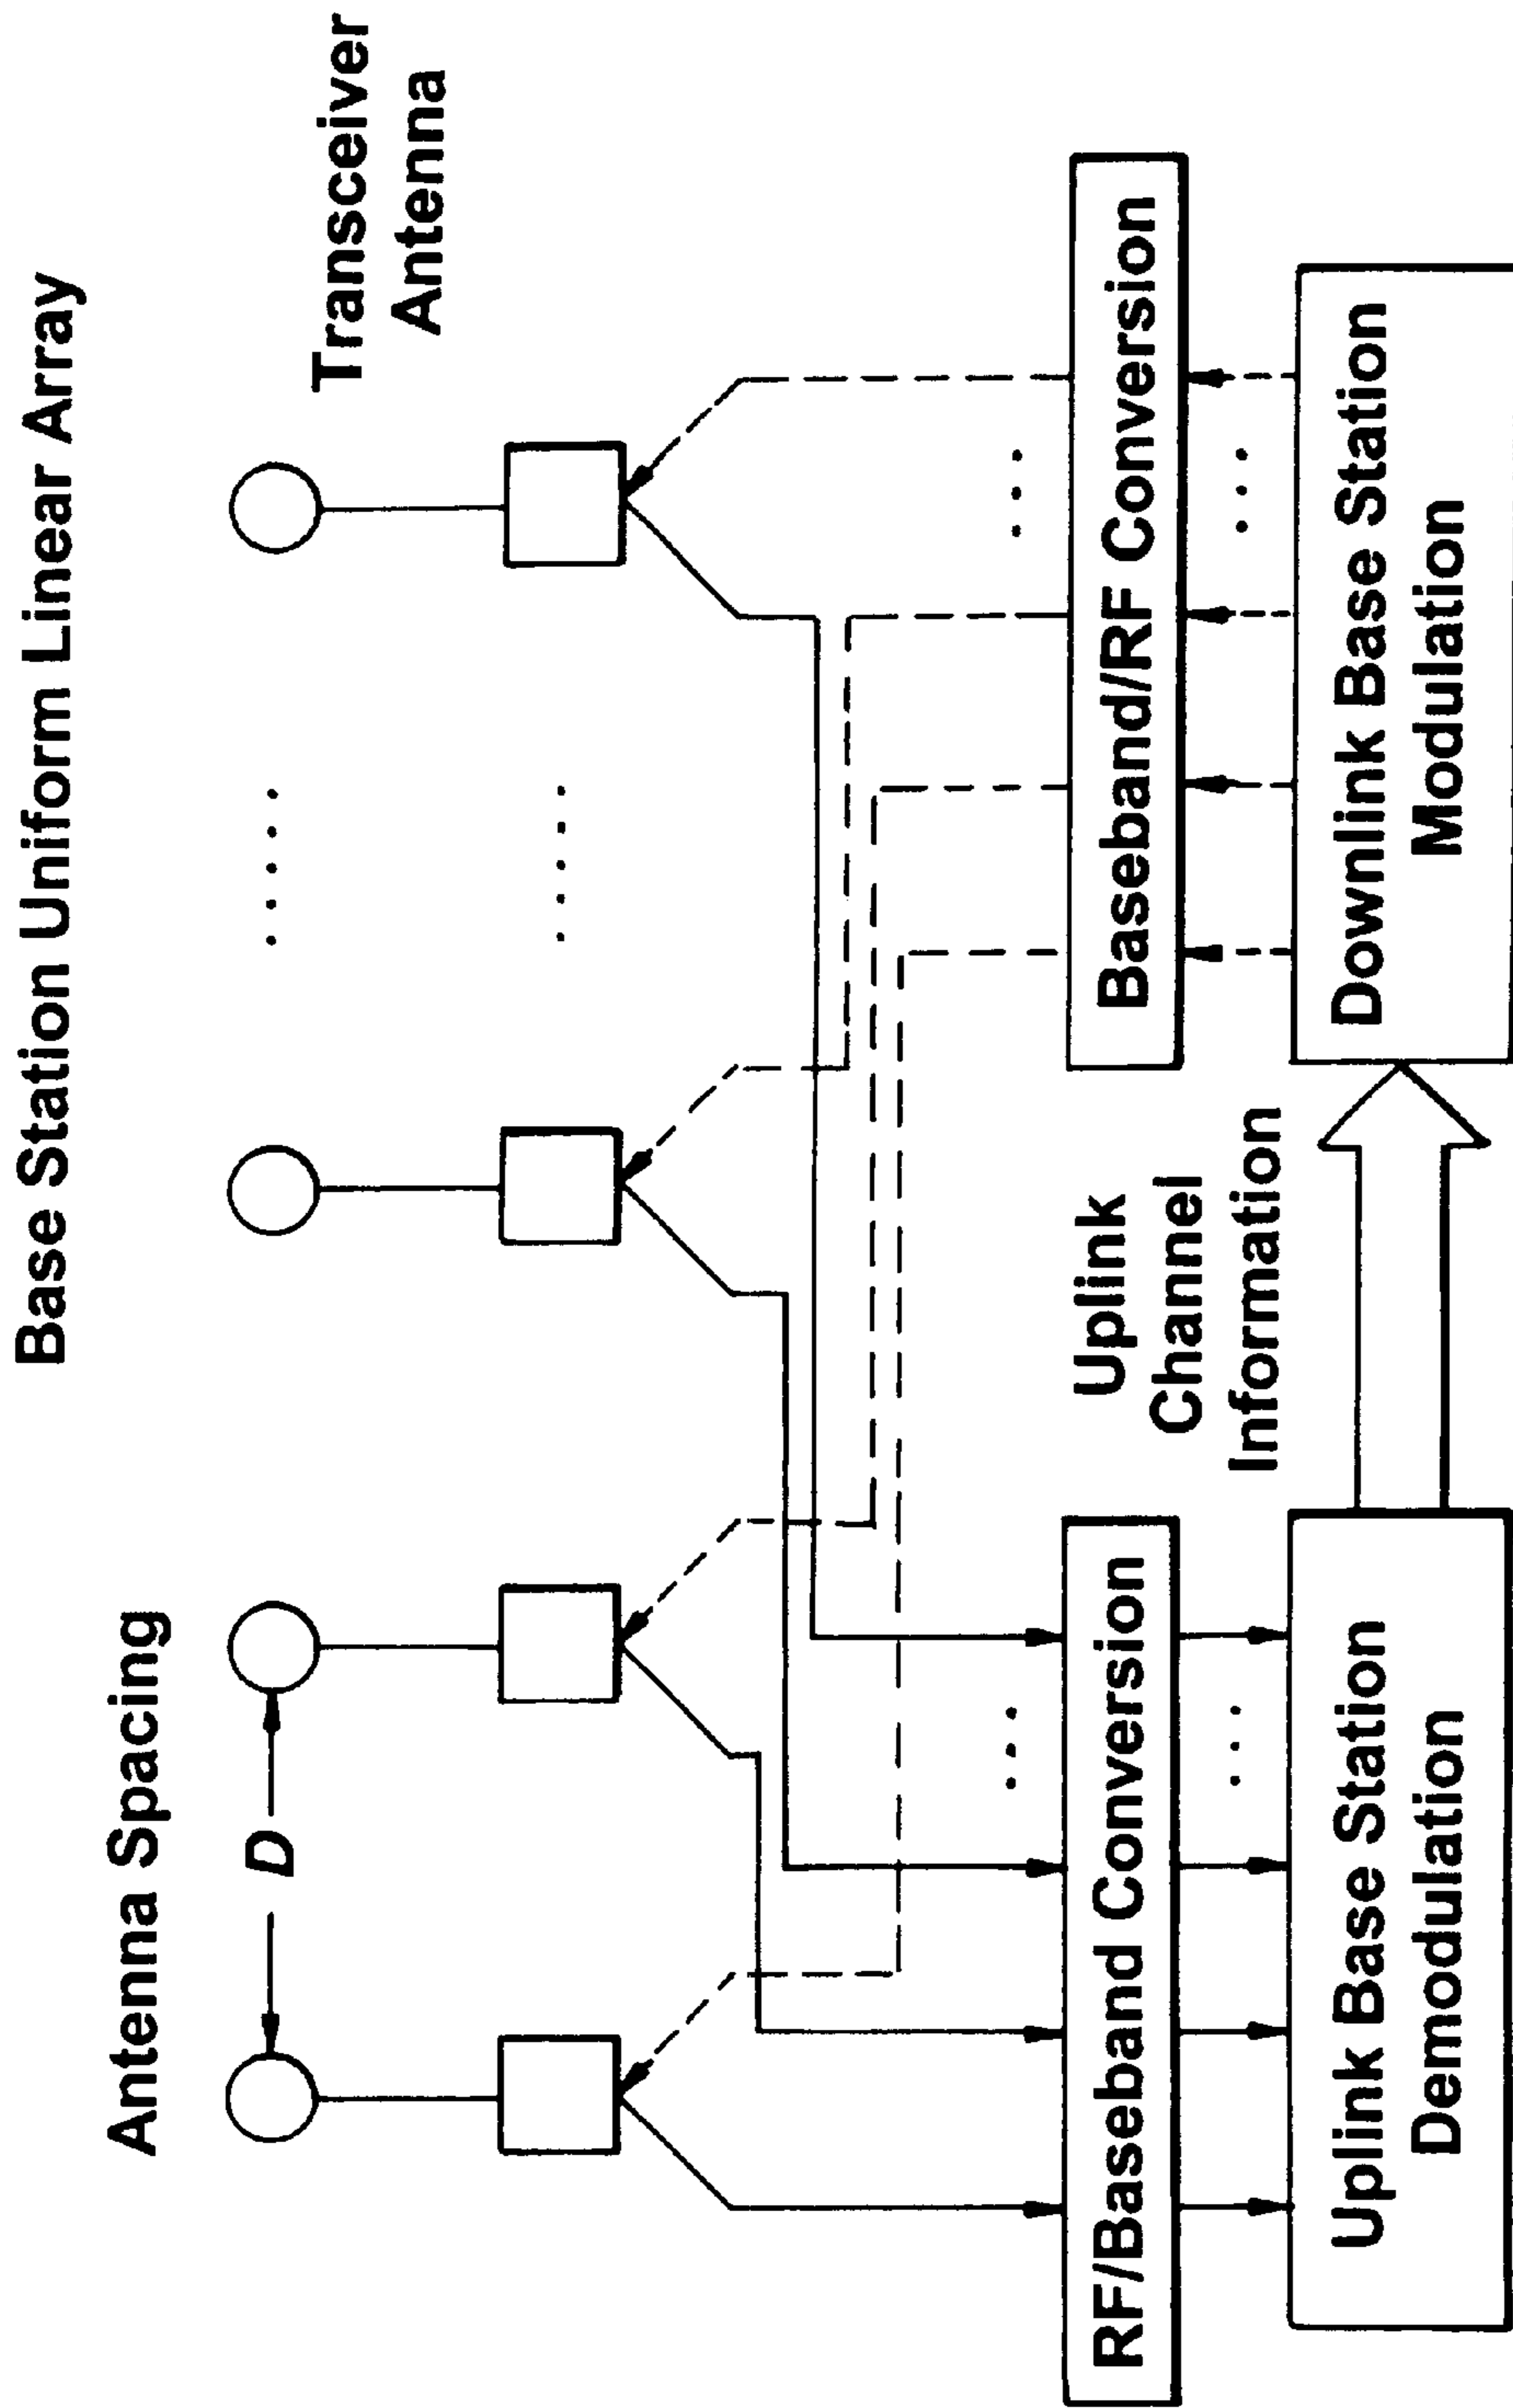 Base Station Uniform Linear Array
Antenna Spacing
D
Transceiver
Antenna
RF/Baseband Conversion
Uplink
Channel
Information
Baseband/RF Conversion
Uplink Base Station
Demodulation
Downlink Base Station
Modulation